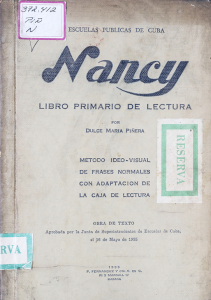 372.412
N
ESCUELAS PUBLICAS DE CUBA
Nancy
LIBRO PRIMARIO DE LECTURA
POR
DULCE MARIA PIÑERA
RESERVA
METODO IDEO-VISUAL
DE FRASES NORMALES
CON ADAPTACION DE
LA CAJA DE LECTURA
OBRA DE TEXTO
Aprobada por la Junta de Superintendentes de Escuelas de Cuba,
el 26 de Mayo de
RVA
P. FERNANDEZ Y CIA